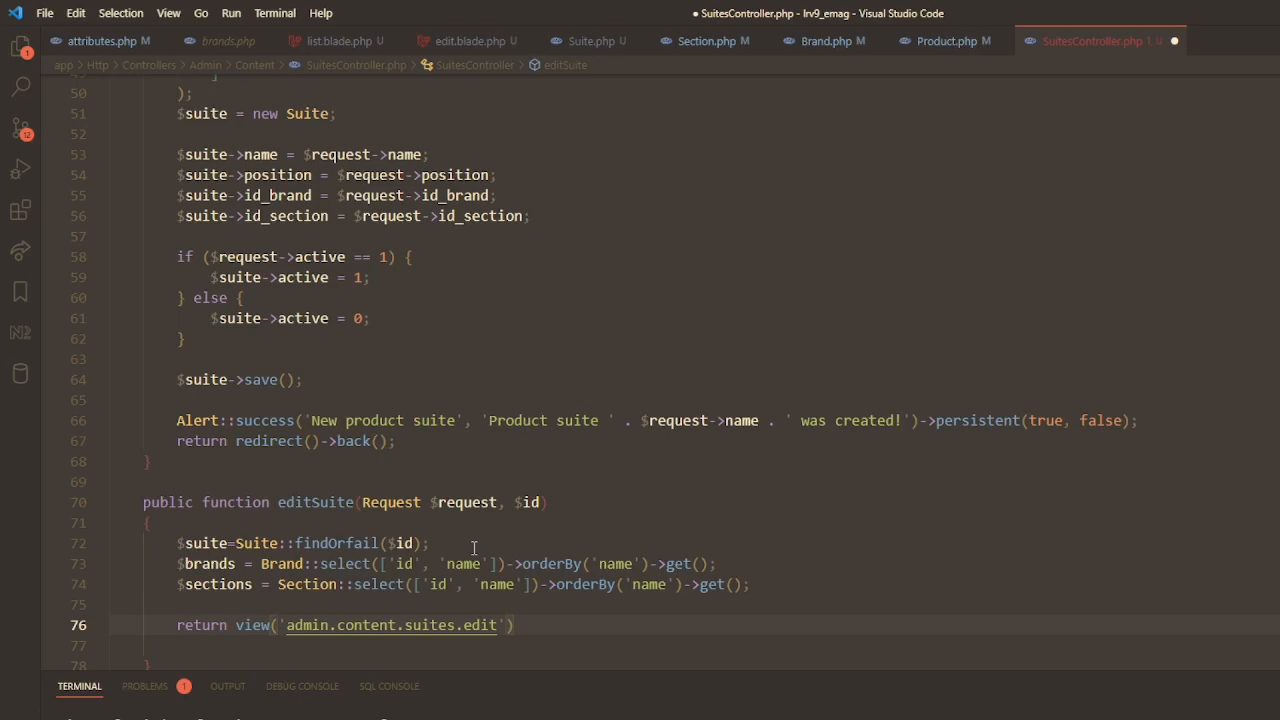 File Edit Selection View Go Run Terminal Help ● SuitesController.php - lrv9_emag - Visual Studio Code
attributes.php M brands.php list.blade.php M edit.blade.php M Suite.php M Section.php M Brand.php M Product.php M SuitesController.php 1, U ●
app > Http > Controllers > Admin > Content > SuitesController.php > SuitesController > editSuite
1
12
50 );
51 $suite = new Suite;
52
53 $suite->name = $request->name;
54 $suite->position = $request->position;
55 $suite->id_brand = $request->id_brand;
56 $suite->id_section = $request->id_section;
57
58 if ($request->active == 1) {
59 $suite->active = 1;
60 } else {
61 $suite->active = 0;
62 }
63
64 $suite->save();
65
66 Alert::success('New product suite', 'Product suite ' . $request->name . ' was created!')->persistent(true, false);
67 return redirect()->back();
68 }
69
70 public function editSuite(Request $request, $id)
71 {
72 $suite=Suite::findOrfail($id);
73 $brands = Brand::select(['id', 'name'])->orderBy('name')->get();
74 $sections = Section::select(['id', 'name'])->orderBy('name')->get();
75
76 return view('admin.content.suites.edit')
77
78 }
TERMINAL PROBLEMS 1 OUTPUT DEBUG CONSOLE SQL CONSOLE